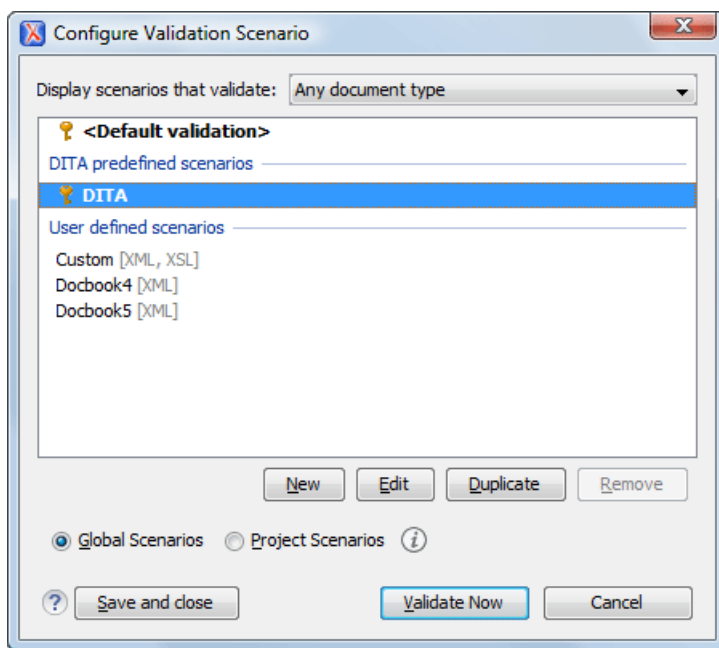 Configure Validation Scenario
Display scenarios that validate: Any document type
<Default validation>
DITA predefined scenarios
DITA
User defined scenarios
Custom [XML, XSL]
Docbook4 [XML]
Docbook5 [XML]
New Edit Duplicate Remove
Global Scenarios Project Scenarios i
? Save and close Validate Now Cancel